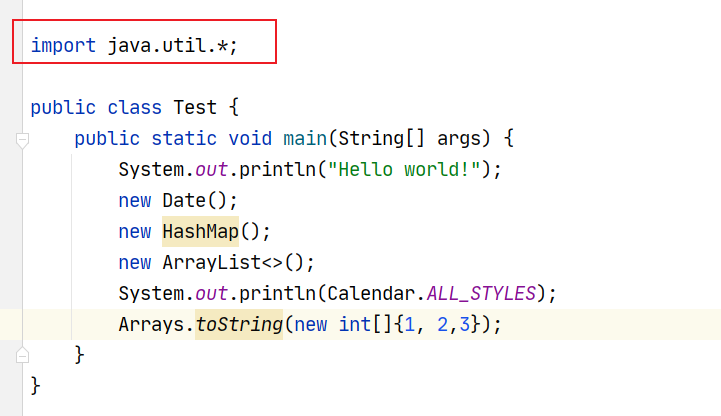 import java.util.*;
public class Test {
public static void main(String[] args) {
System.out.println("Hello world!");
new Date();
new HashMap();
new ArrayList<>();
System.out.println(Calendar.ALL_STYLES);
Arrays.toString(new int[]{1, 2,3});
}
}